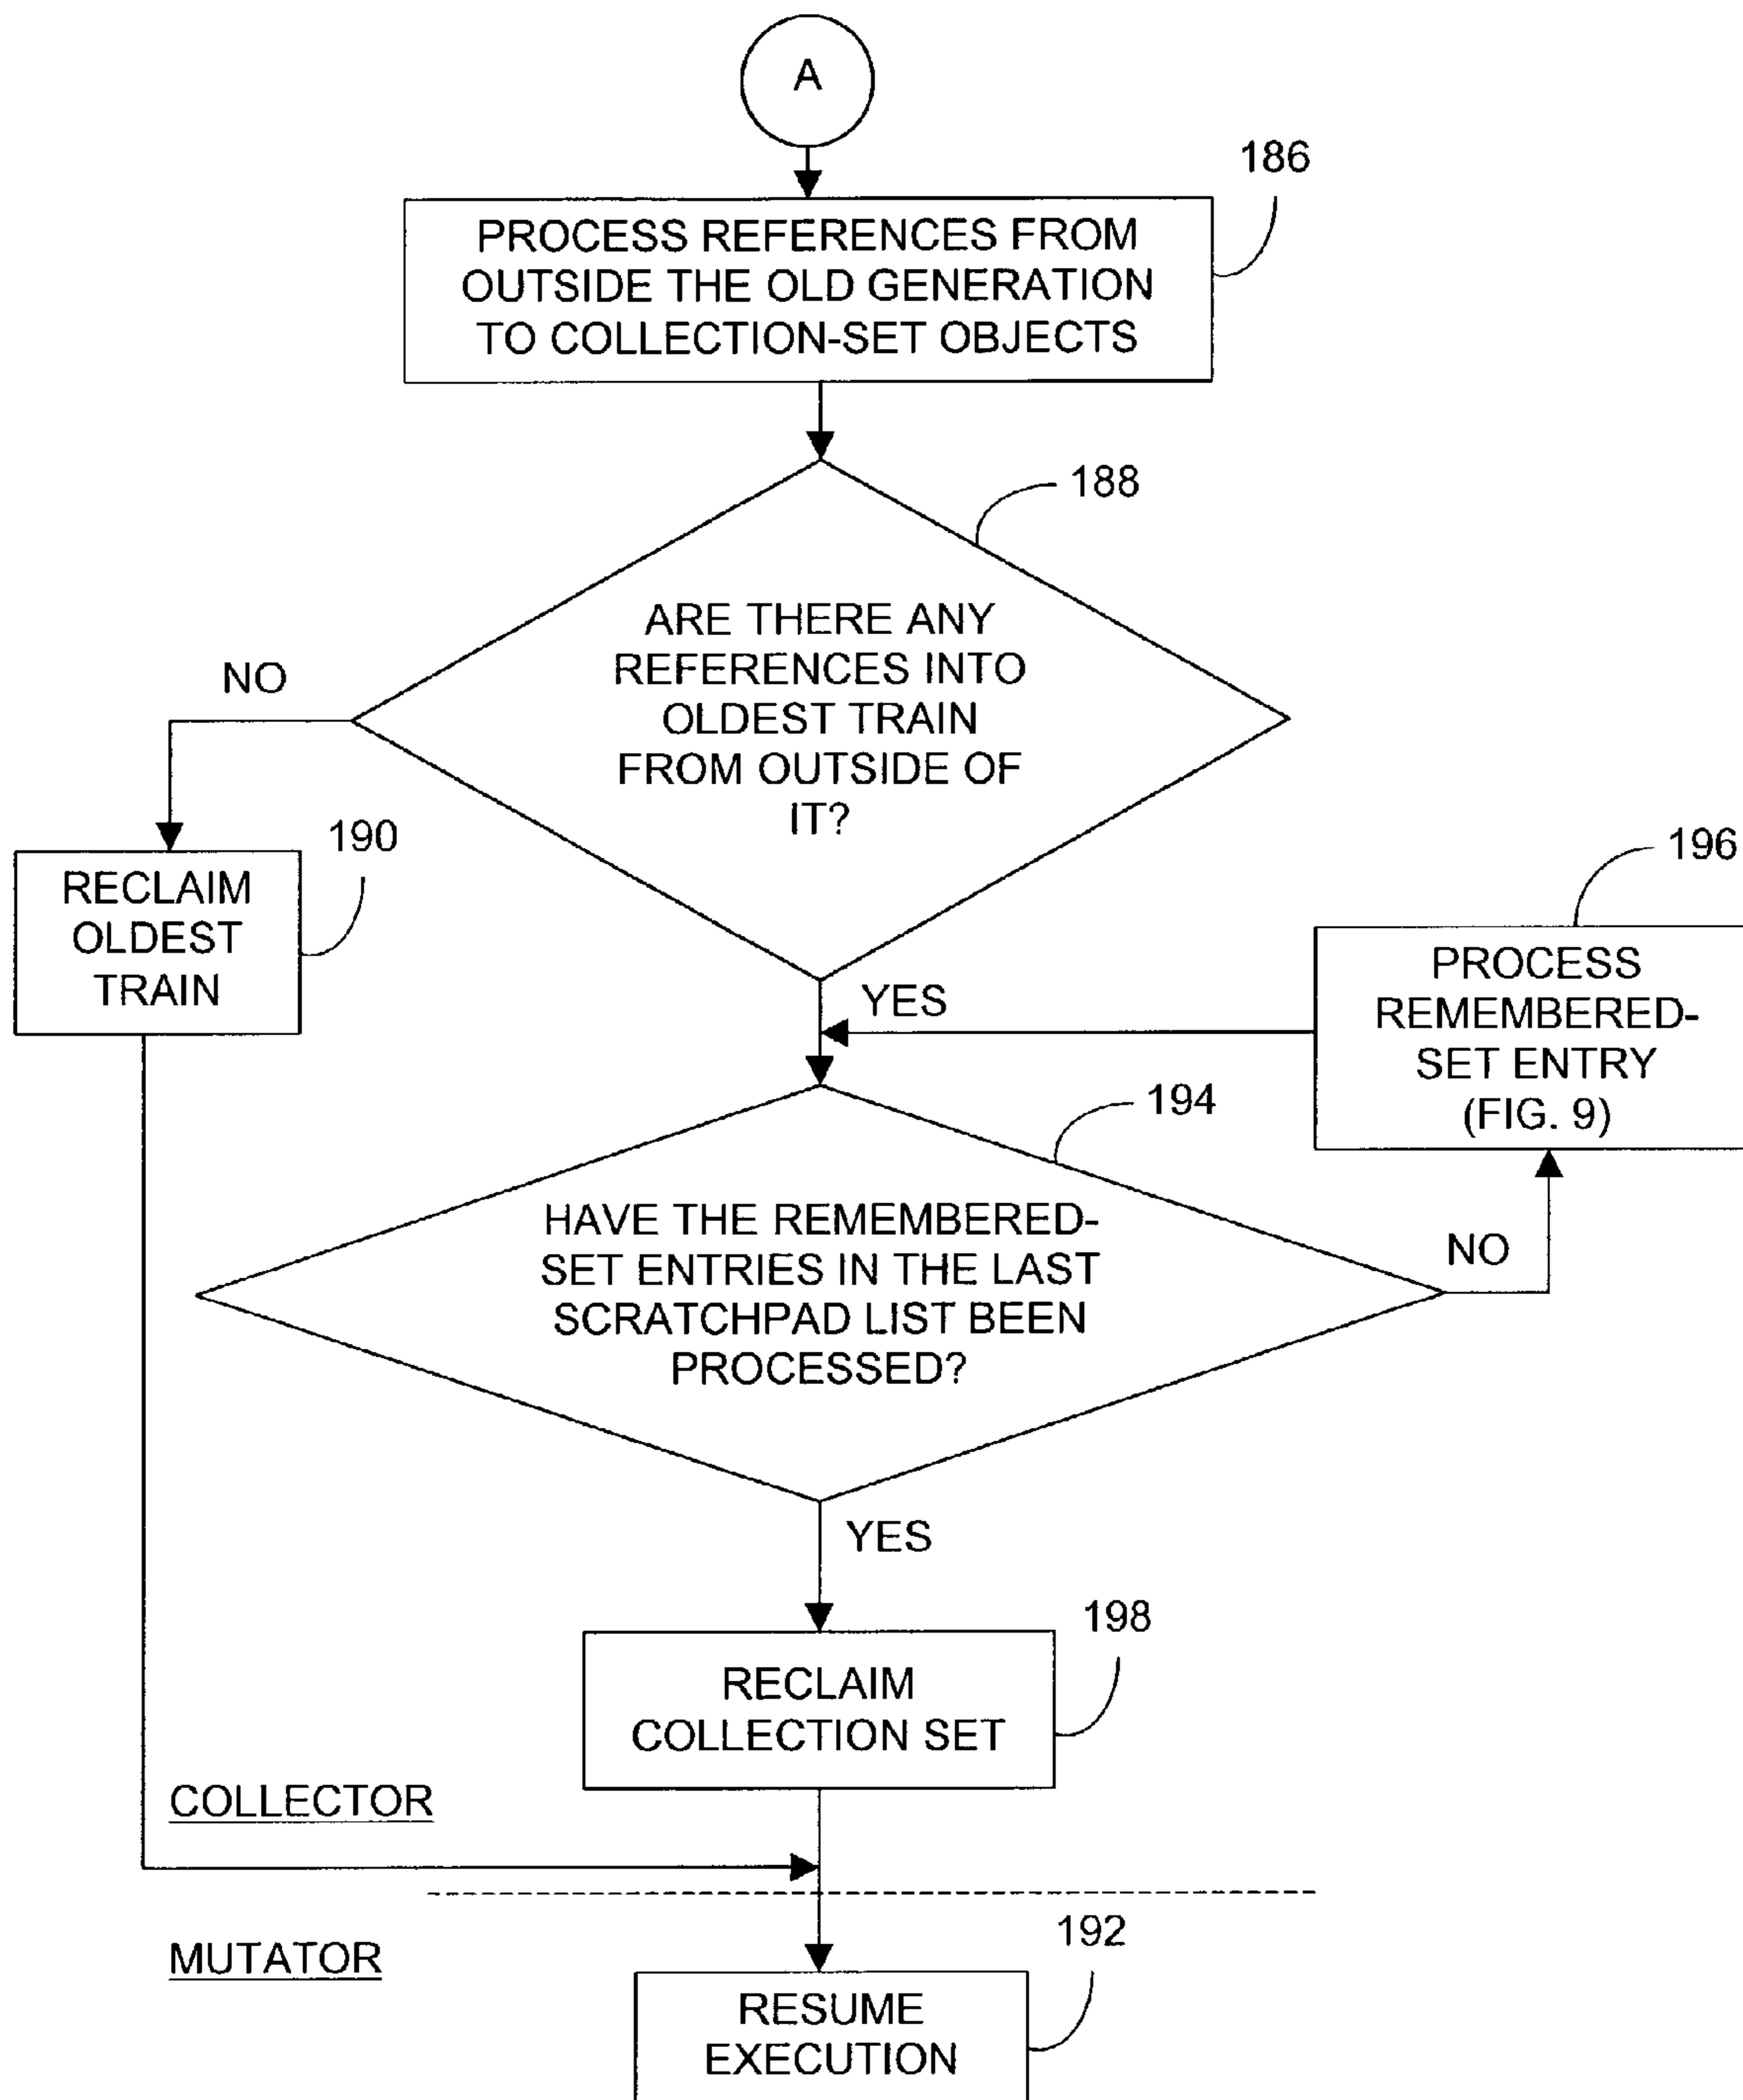 A
186
PROCESS REFERENCES FROM
OUTSIDE THE OLD GENERATION
TO COLLECTION-SET OBJECTS
188
ARE THERE ANY
REFERENCES INTO
OLDEST TRAIN
FROM OUTSIDE OF
IT?
NO
190
RECLAIM
OLDEST
TRAIN
YES
196
PROCESS
REMEMBERED-
SET ENTRY
(FIG. 9)
194
HAVE THE REMEMBERED-
SET ENTRIES IN THE LAST
SCRATCHPAD LIST BEEN
PROCESSED?
NO
YES
198
RECLAIM
COLLECTION SET
COLLECTOR
MUTATOR
192
RESUME
EXECUTION